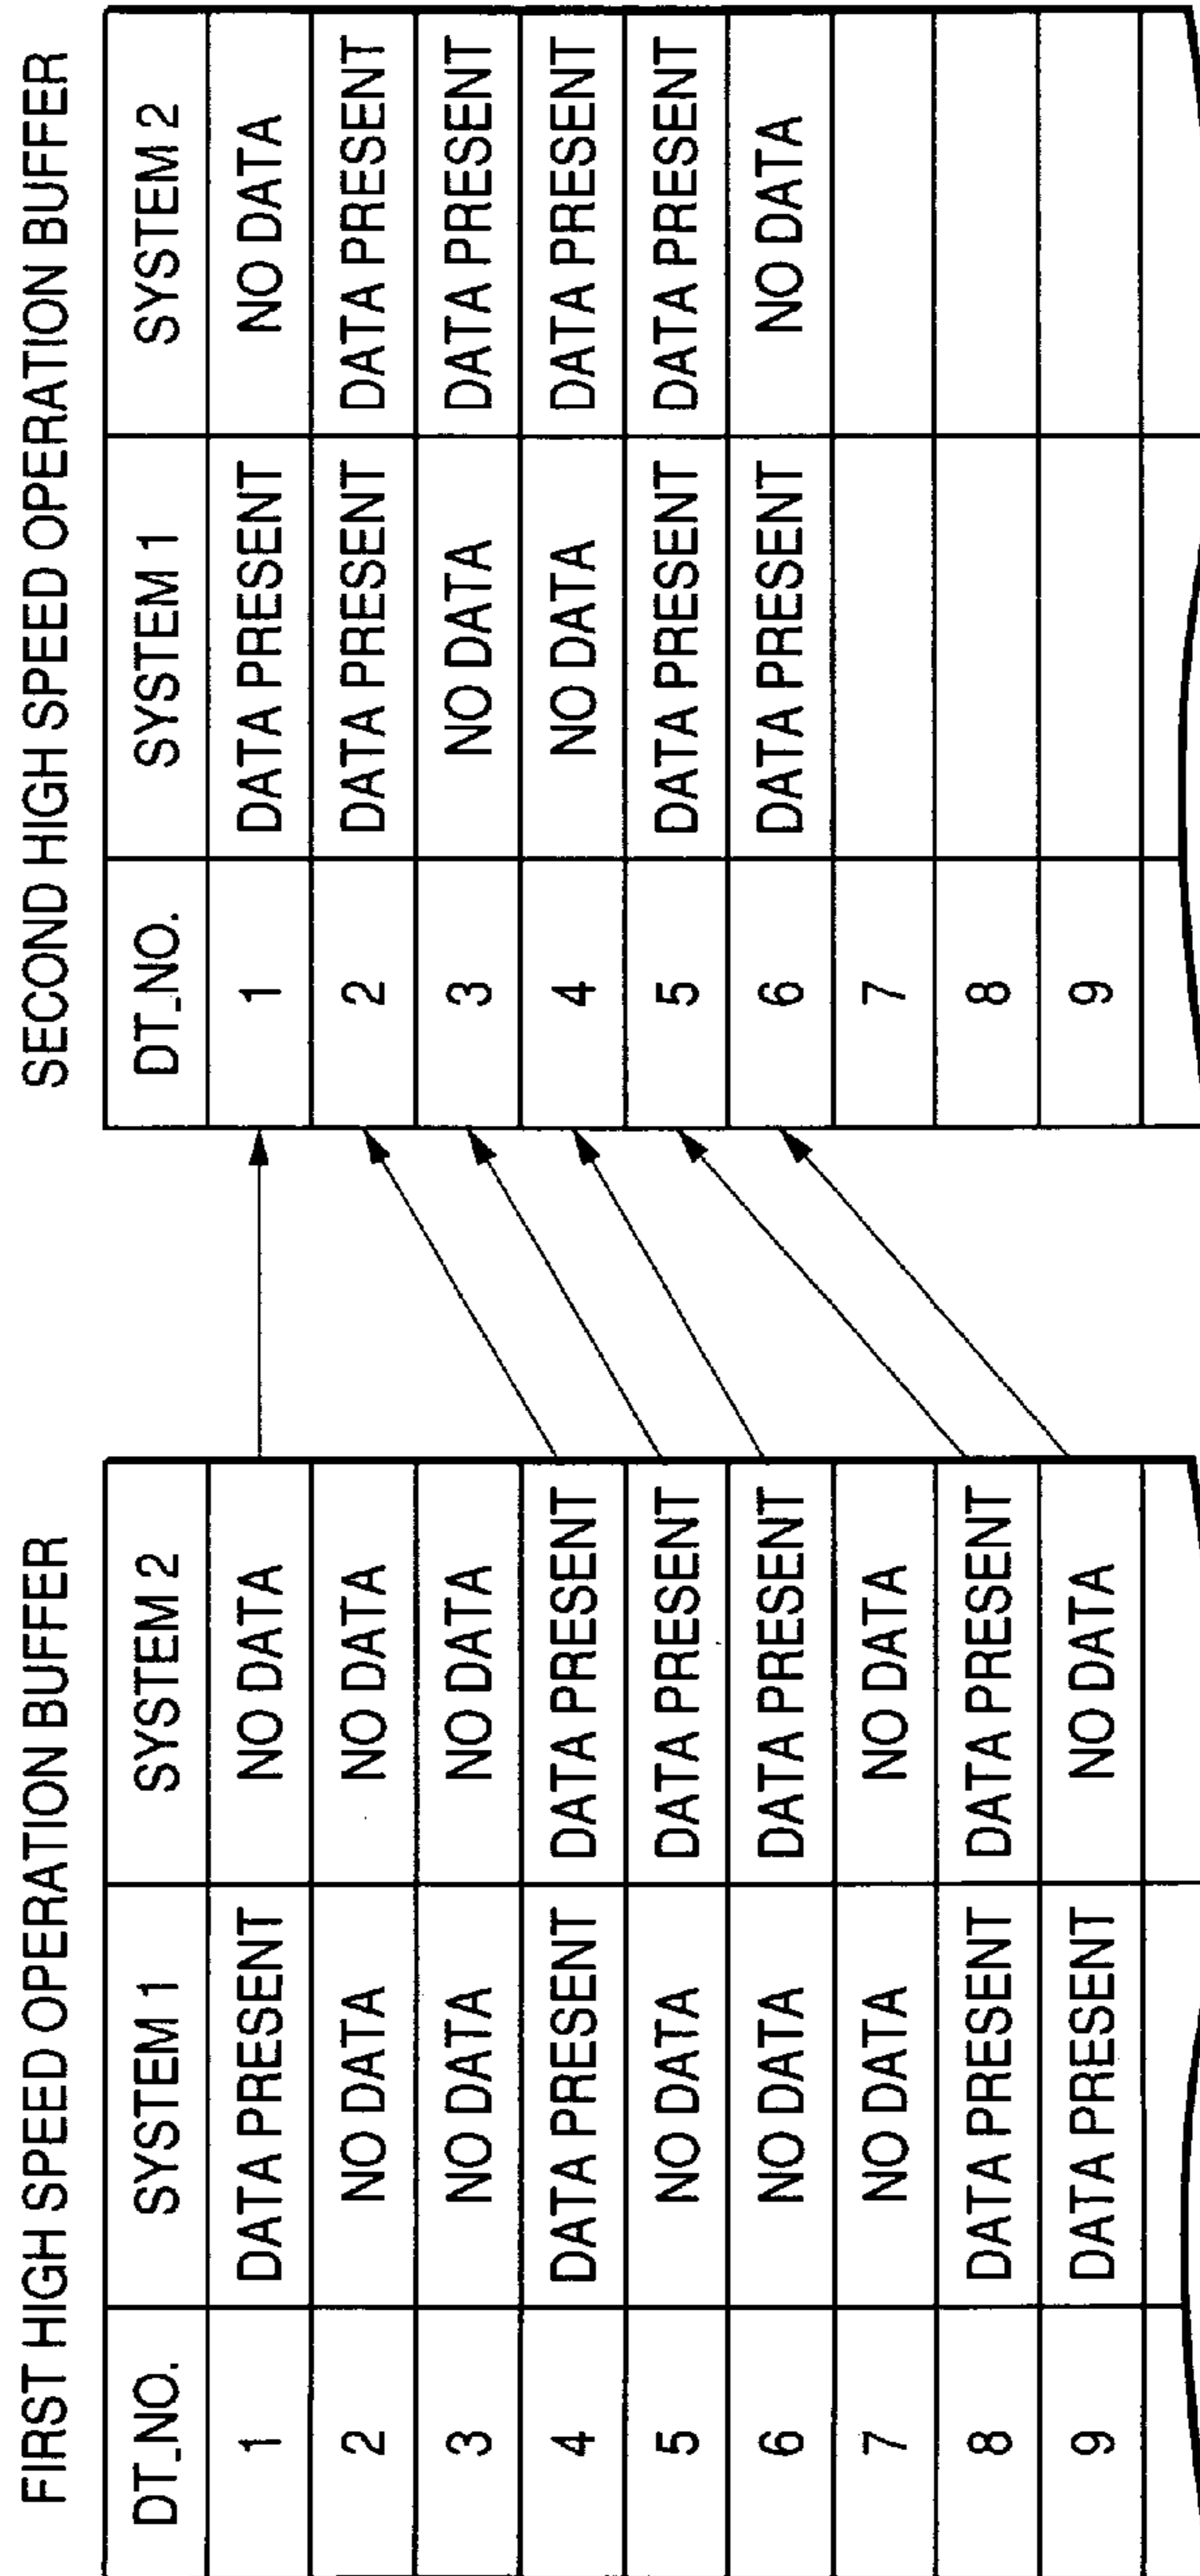 FIRST HIGH SPEED OPERATION BUFFER
DT_NO. SYSTEM 1 SYSTEM 2
1 DATA PRESENT NO DATA
2 NO DATA NO DATA
3 NO DATA NO DATA
4 DATA PRESENT DATA PRESENT
5 NO DATA DATA PRESENT
6 NO DATA DATA PRESENT
7 NO DATA NO DATA
8 DATA PRESENT DATA PRESENT
9 DATA PRESENT NO DATA
SECOND HIGH SPEED OPERATION BUFFER
DT_NO. SYSTEM 1 SYSTEM 2
1 DATA PRESENT NO DATA
2 DATA PRESENT DATA PRESENT
3 NO DATA DATA PRESENT
4 NO DATA DATA PRESENT
5 DATA PRESENT DATA PRESENT
6 DATA PRESENT NO DATA
7
8
9